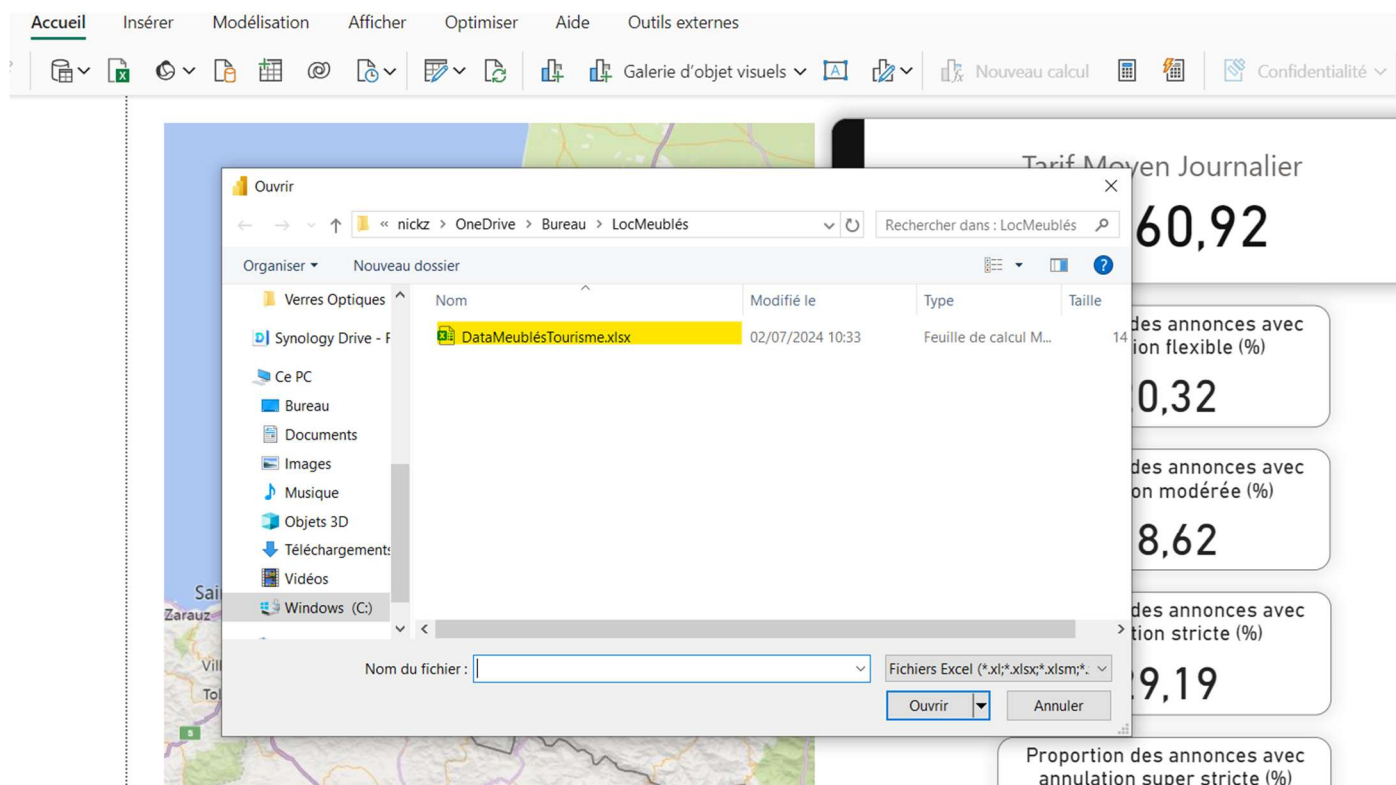 Accueil Insérer Modélisation Afficher Optimiser Aide Outils externes
Galerie d'objet visuels Nouveau calcul Confidentialité
Tarif Moyen Journalier
60,92
Ouvrir
« nickz > OneDrive > Bureau > LocMeublés
Rechercher dans : LocMeublés
Organiser Nouveau dossier
Nom Modifié le Type Taille
DataMeublésTourisme.xlsx 02/07/2024 10:33 Feuille de calcul M... 14
Verres Optiques
Synology Drive - F
Ce PC
Bureau
Documents
Images
Musique
Objets 3D
Téléchargements
Vidéos
Windows (C:)
Nom du fichier :
Fichiers Excel (*.xl;*.xlsx;*.xlsm;*.
Ouvrir Annuler
des annonces avec
ion flexible (%)
0,32
des annonces avec
on modérée (%)
8,62
des annonces avec
tion stricte (%)
9,19
Proportion des annonces avec
annulation super stricte (%)
Sai
Zarauz
Vill
Tol
5